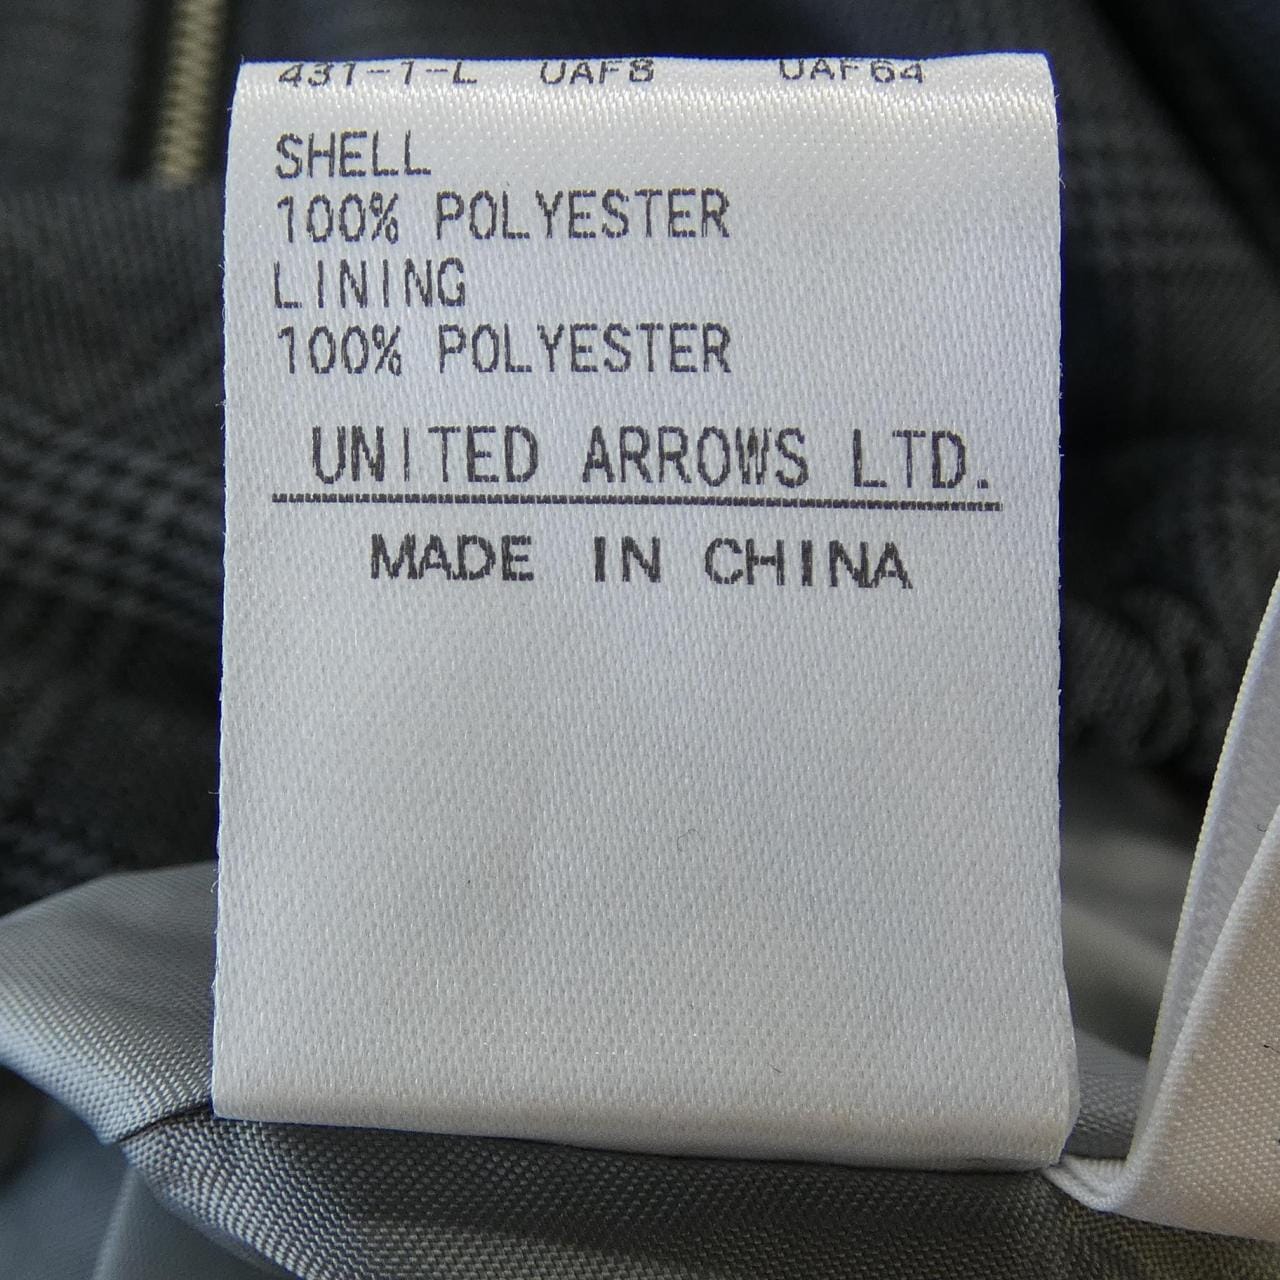 431-1-L UAF8 UAF64
SHELL
100% POLYESTER
LINING
100% POLYESTER
UNITED ARROWS LTD.
MADE IN CHINA